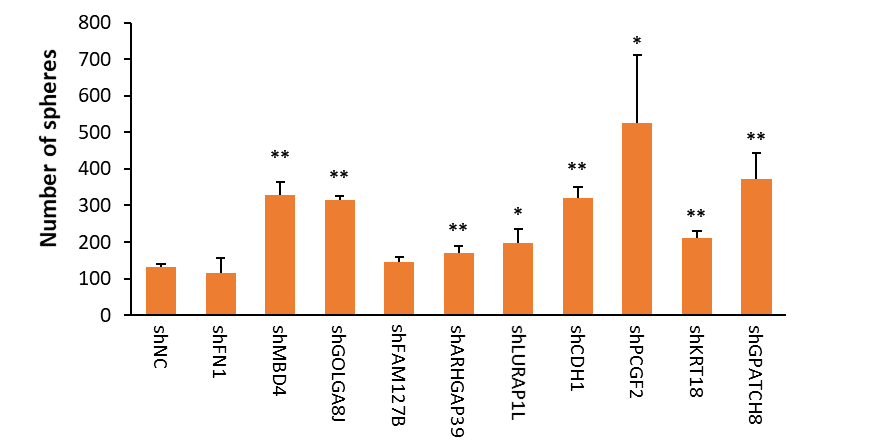 800
700
600
500
400
300
200
100
0
Number of spheres
**
**
**
*
**
*
**
**
shNC
shFN1
shMBD4
shGOLGA8J
shFAM127B
shARHGAP39
shLURAP1L
shCDH1
shPCGF2
shKRT18
shGPATCH8